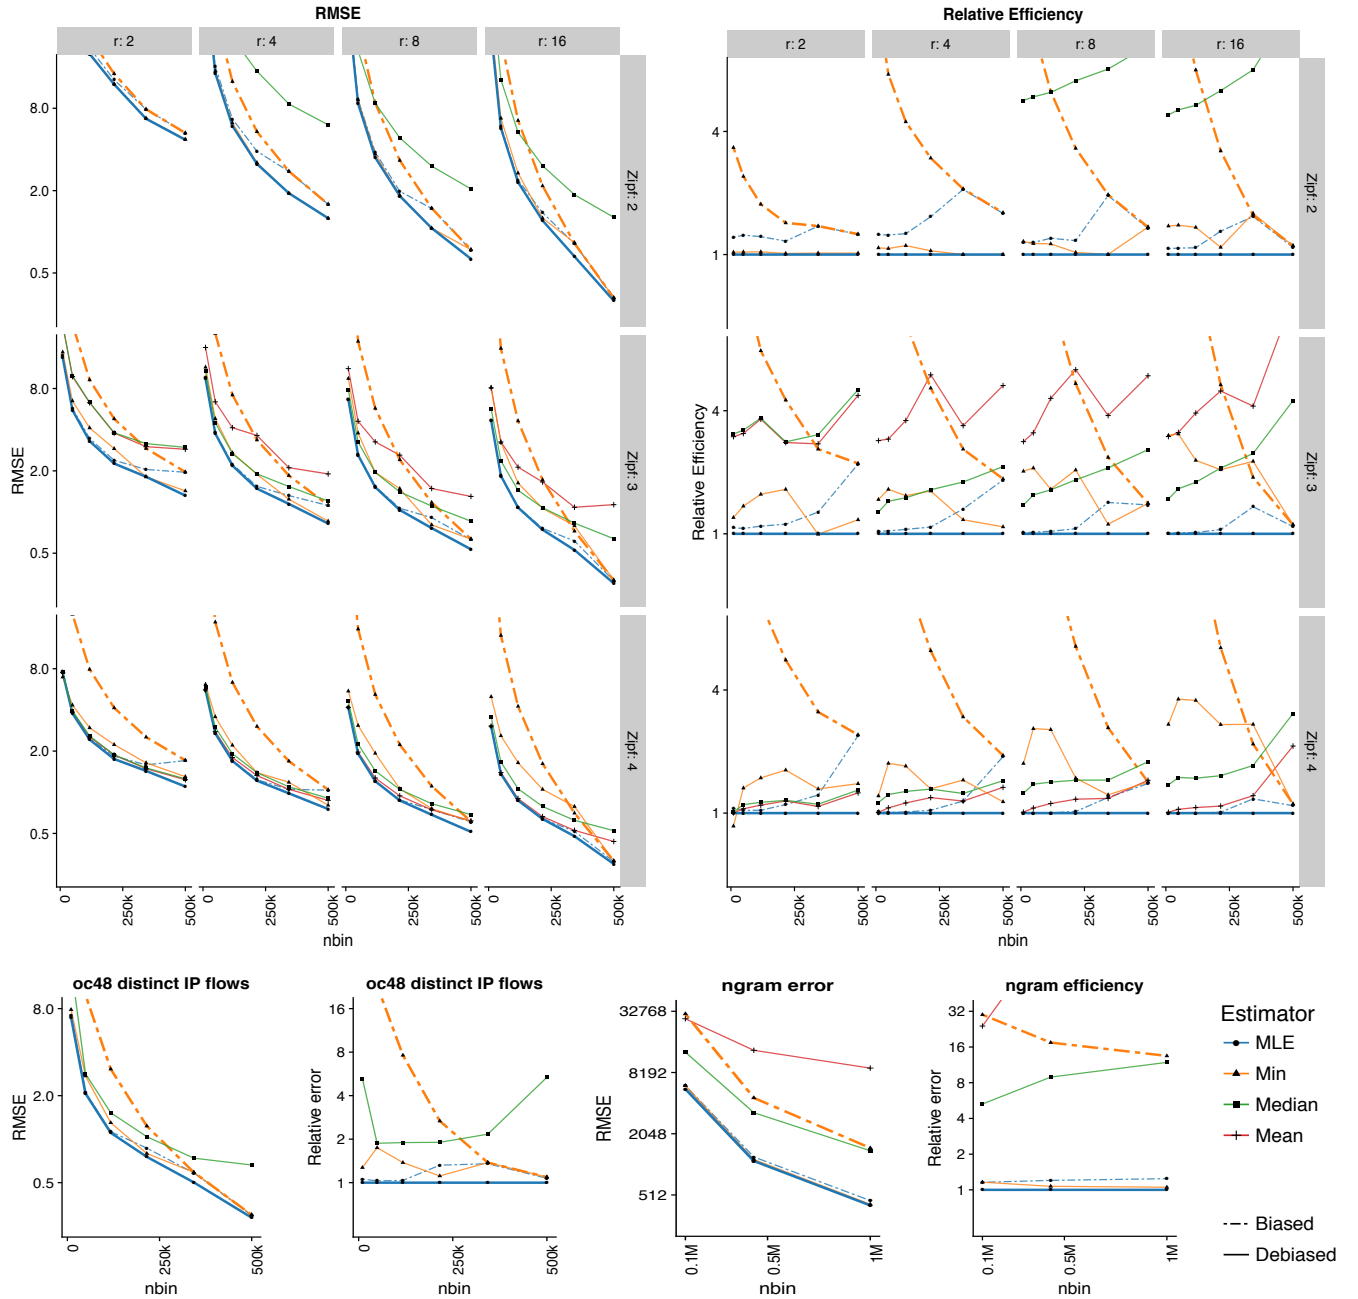 RMSE
r: 2 r: 4 r: 8 r: 16
8.0
2.0
0.5
Zipf: 2
RMSE
8.0
2.0
0.5
Zipf: 3
8.0
2.0
0.5
Zipf: 4
0 250k 500k 0 250k 500k 0 250k 500k 0 250k 500k
nbin
Relative Efficiency
r: 2 r: 4 r: 8 r: 16
4
1
Zipf: 2
Relative Efficiency
4
1
Zipf: 3
4
1
Zipf: 4
0 250k 500k 0 250k 500k 0 250k 500k 0 250k 500k
nbin
oc48 distinct IP flows
RMSE
8.0
2.0
0.5
0 500k
nbin
oc48 distinct IP flows
Relative error
16
8
4
2
1
0 500k
nbin
ngram error
RMSE
32768
8192
2048
512
0.1M 0.5M 1M
nbin
ngram efficiency
Relative error
32
16
8
4
2
1
0.1M 0.5M 1M
nbin
Estimator
MLE
Min
Median
Mean
Biased
Debiased